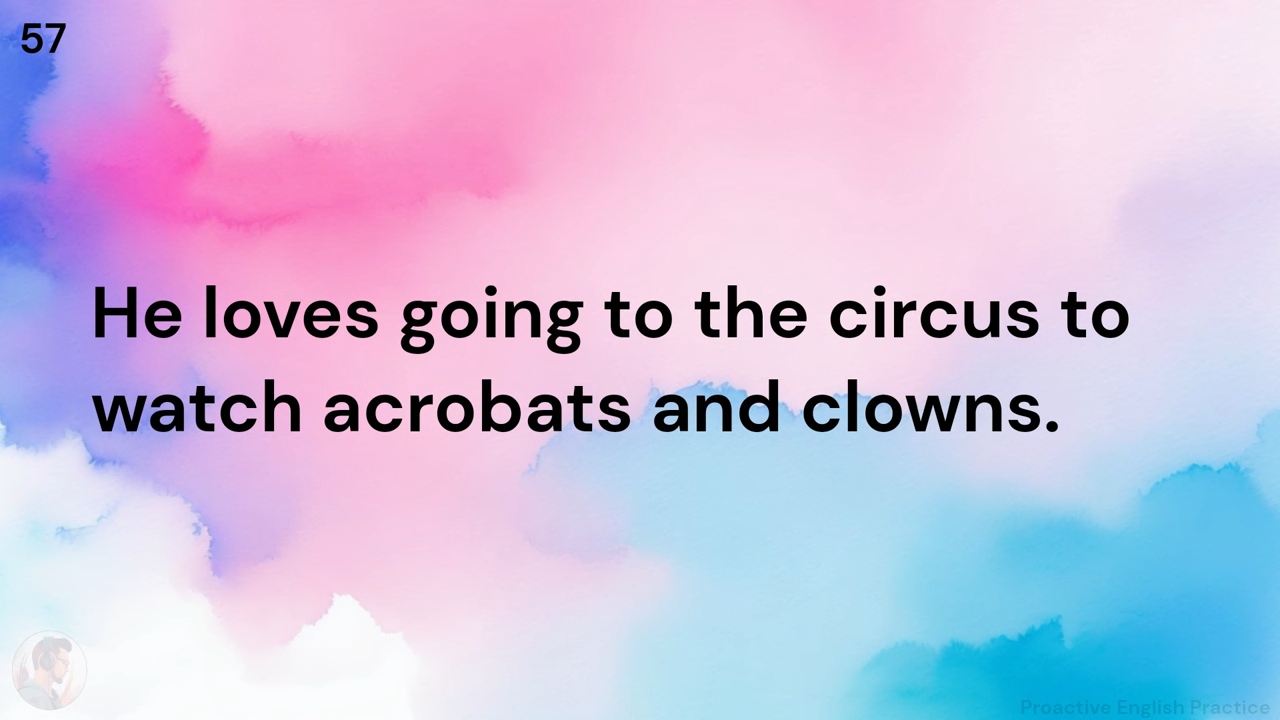 57
He loves going to the circus to
watch acrobats and clowns.
Proactive English Practice